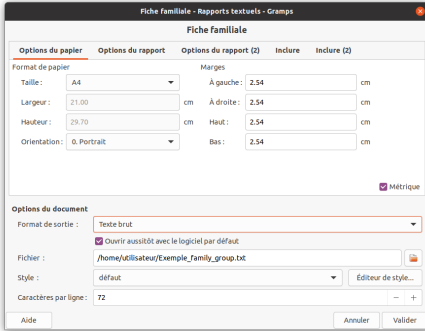 Fiche familiale - Rapports textuels - Gramps
Fiche familiale
Options du papier Options du rapport Options du rapport (2) Inclure Inclure (2)
Format de papier Marges
Taille : A4 À gauche : 2.54 cm
Largeur : 21.00 cm À droite : 2.54 cm
Hauteur : 29.70 cm Haut : 2.54 cm
Orientation : 0. Portrait Bas : 2.54 cm
Métrique
Options du document
Format de sortie : Texte brut
Ouvrir aussitôt avec le logiciel par défaut
Fichier : /home/utilisateur/Exemple_family_group.txt
Style : défaut Éditeur de style...
Caractères par ligne : 72 - +
Aide Annuler Valider